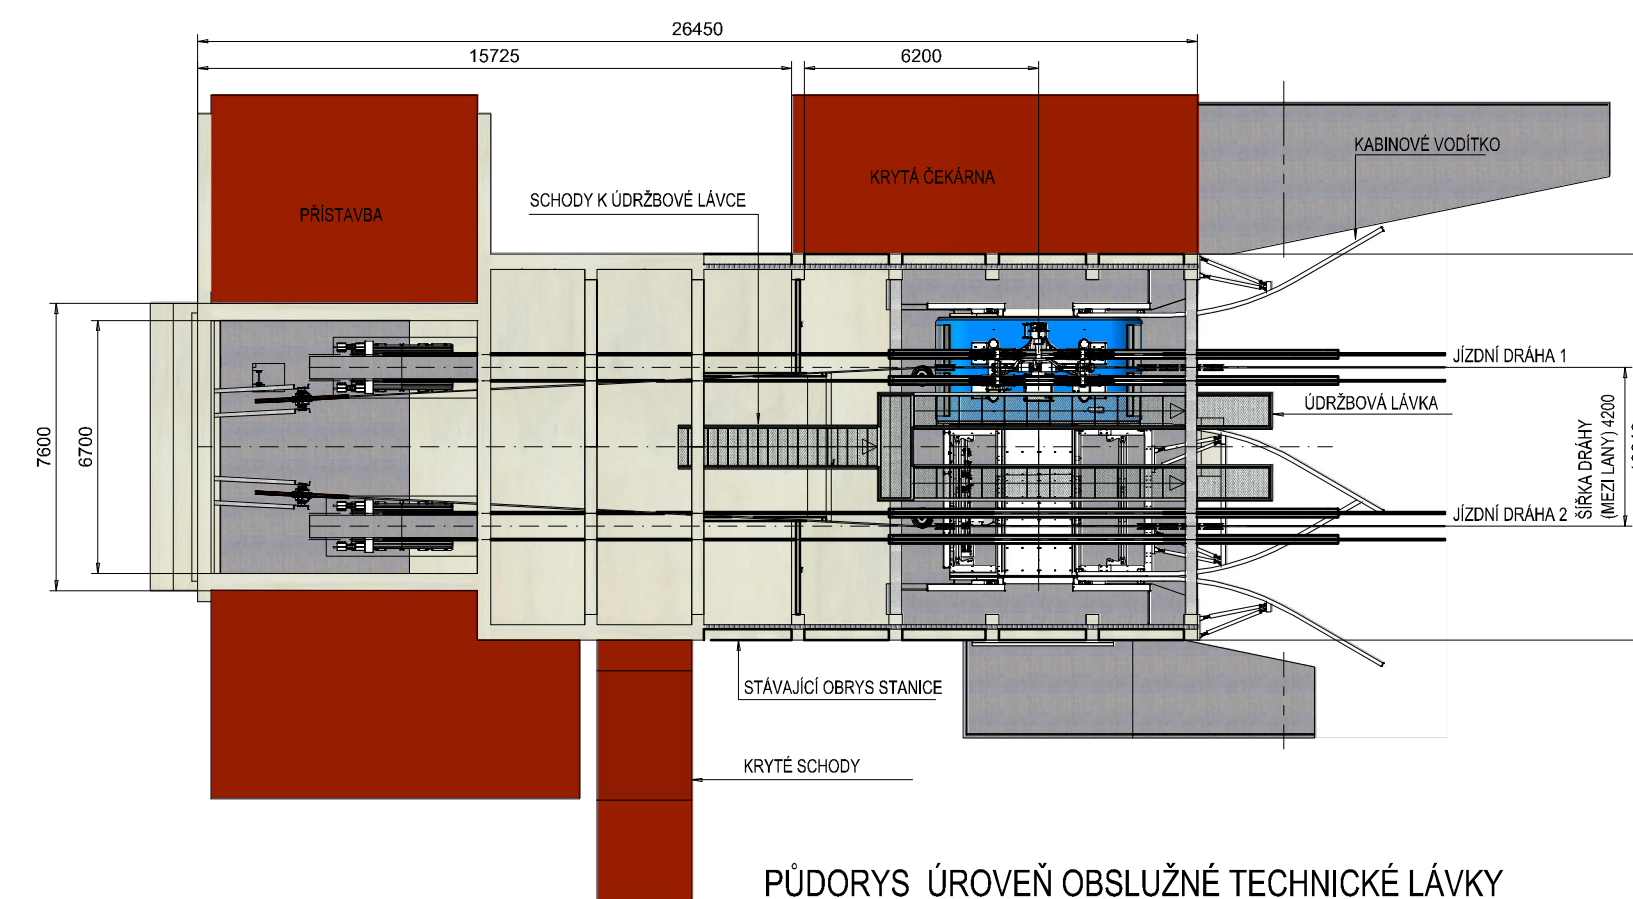 26450
15725
6200
KABINOVÉ VODÍTKO
KRYTÁ ČEKÁRNA
SCHODY K ÚDRŽBOVÉ LÁVCE
PŘÍSTAVBA
JÍZDNÍ DRÁHA 1
ÚDRŽBOVÁ LÁVKA
7600
6700
ŠÍŘKA DRÁHY
(MEZI LANY) 4200
JÍZDNÍ DRÁHA 2
STÁVAJÍCÍ OBRYS STANICE
KRYTÉ SCHODY
PŮDORYS ÚROVEŇ OBSLUŽNÉ TECHNICKÉ LÁVKY